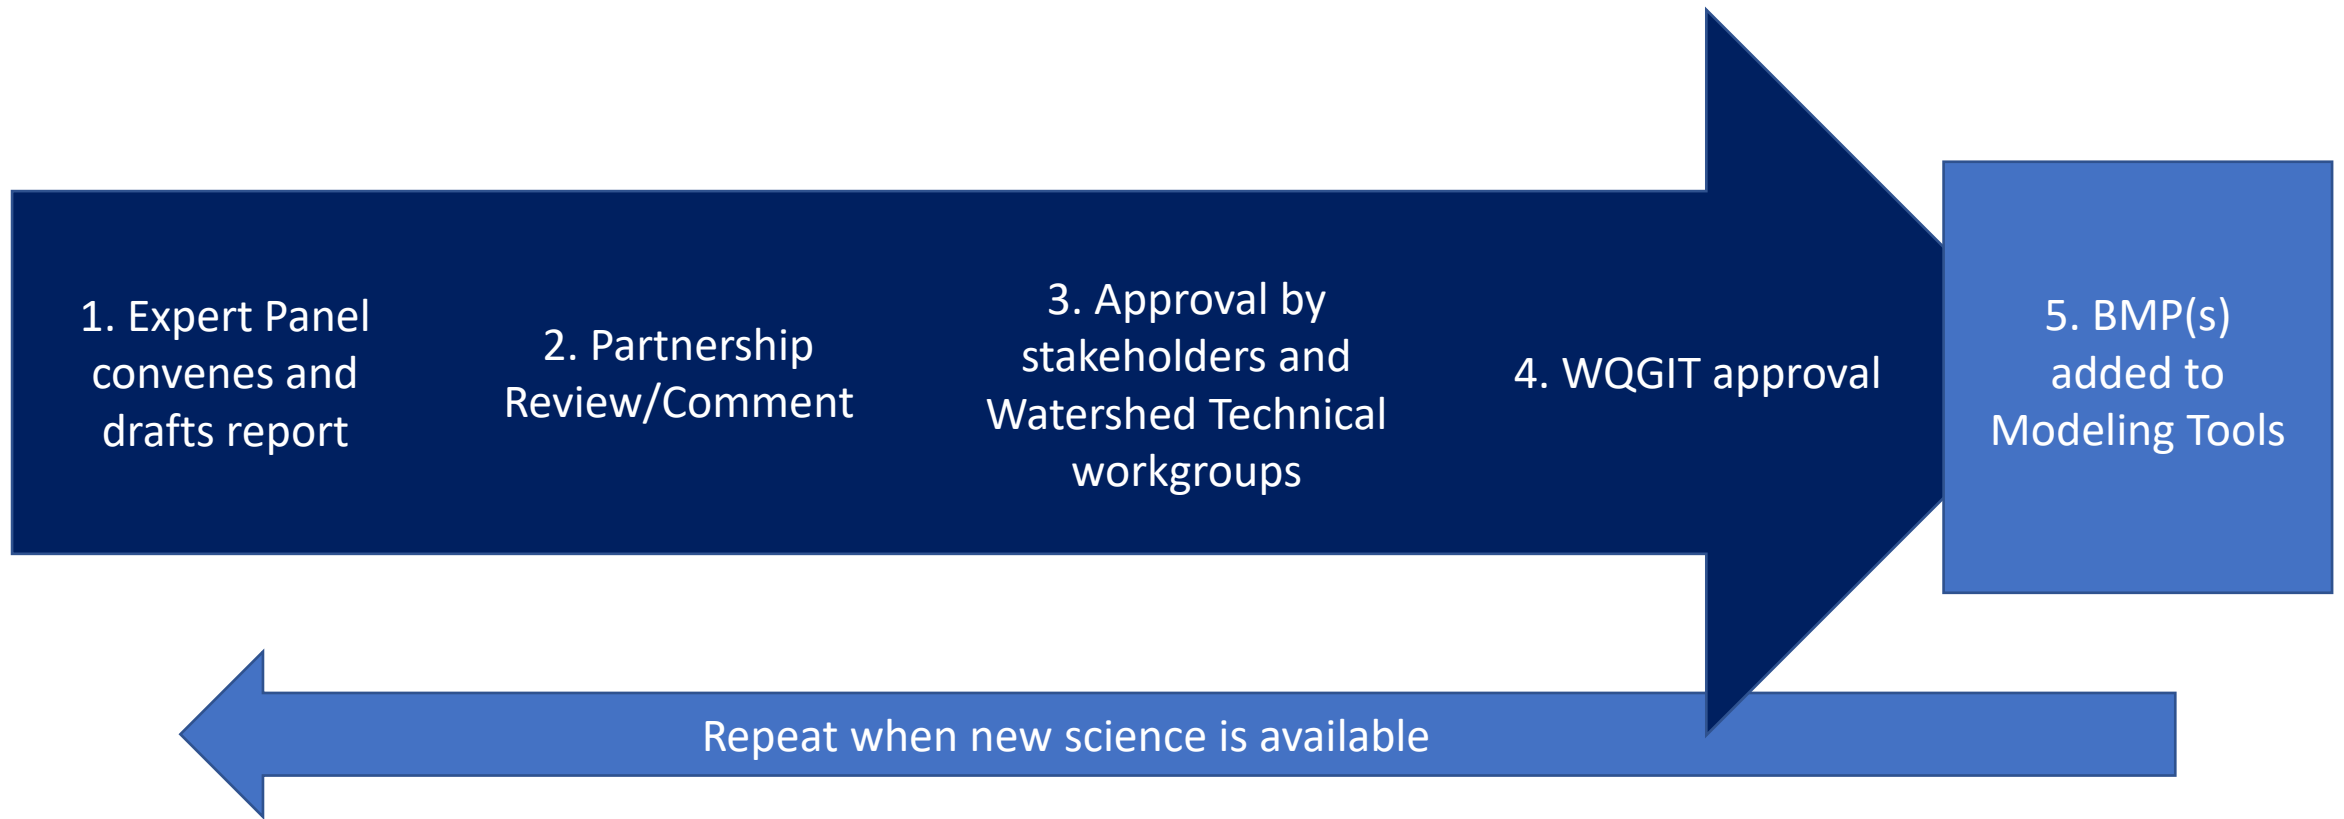 1. Expert Panel
convenes and
drafts report
2. Partnership
Review/Comment
3. Approval by
stakeholders and
Watershed Technical
workgroups
4. WQGIT approval
5. BMP(s)
added to
Modeling Tools
Repeat when new science is available